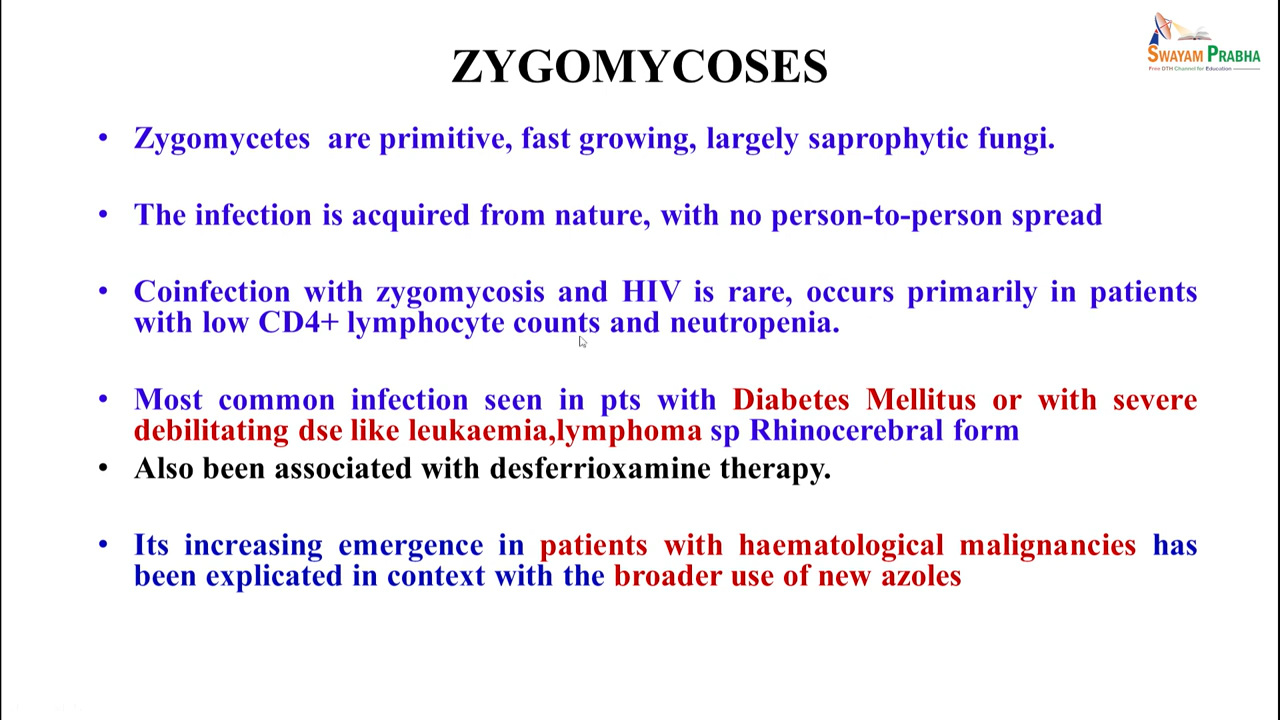 SWAYAM PRABHA
Free DTH Channel for Education
ZYGOMYCOSES
• Zygomycetes are primitive, fast growing, largely saprophytic fungi.
• The infection is acquired from nature, with no person-to-person spread
• Coinfection with zygomycosis and HIV is rare, occurs primarily in patients
with low CD4+ lymphocyte counts and neutropenia.
• Most common infection seen in pts with Diabetes Mellitus or with severe
debilitating dse like leukaemia,lymphoma sp Rhinocerebral form
• Also been associated with desferrioxamine therapy.
• Its increasing emergence in patients with haematological malignancies has
been explicated in context with the broader use of new azoles